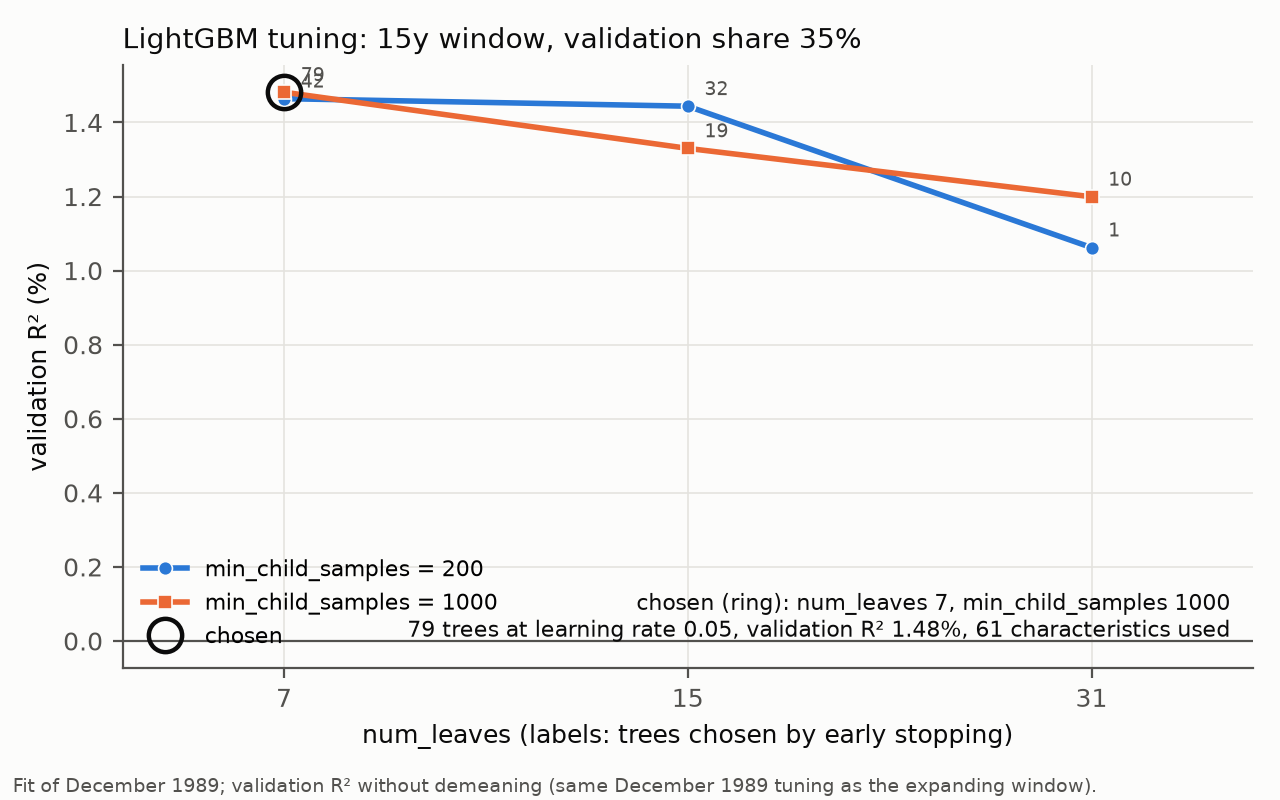 LightGBM tuning: 15y window, validation share 35%
79
42
32
19
10
1
1.4
1.2
1.0
0.8
0.6
0.4
0.2
0.0
validation R² (%)
min_child_samples = 200
min_child_samples = 1000
chosen
chosen (ring): num_leaves 7, min_child_samples 1000
79 trees at learning rate 0.05, validation R² 1.48%, 61 characteristics used
7
15
31
num_leaves (labels: trees chosen by early stopping)
Fit of December 1989; validation R² without demeaning (same December 1989 tuning as the expanding window).